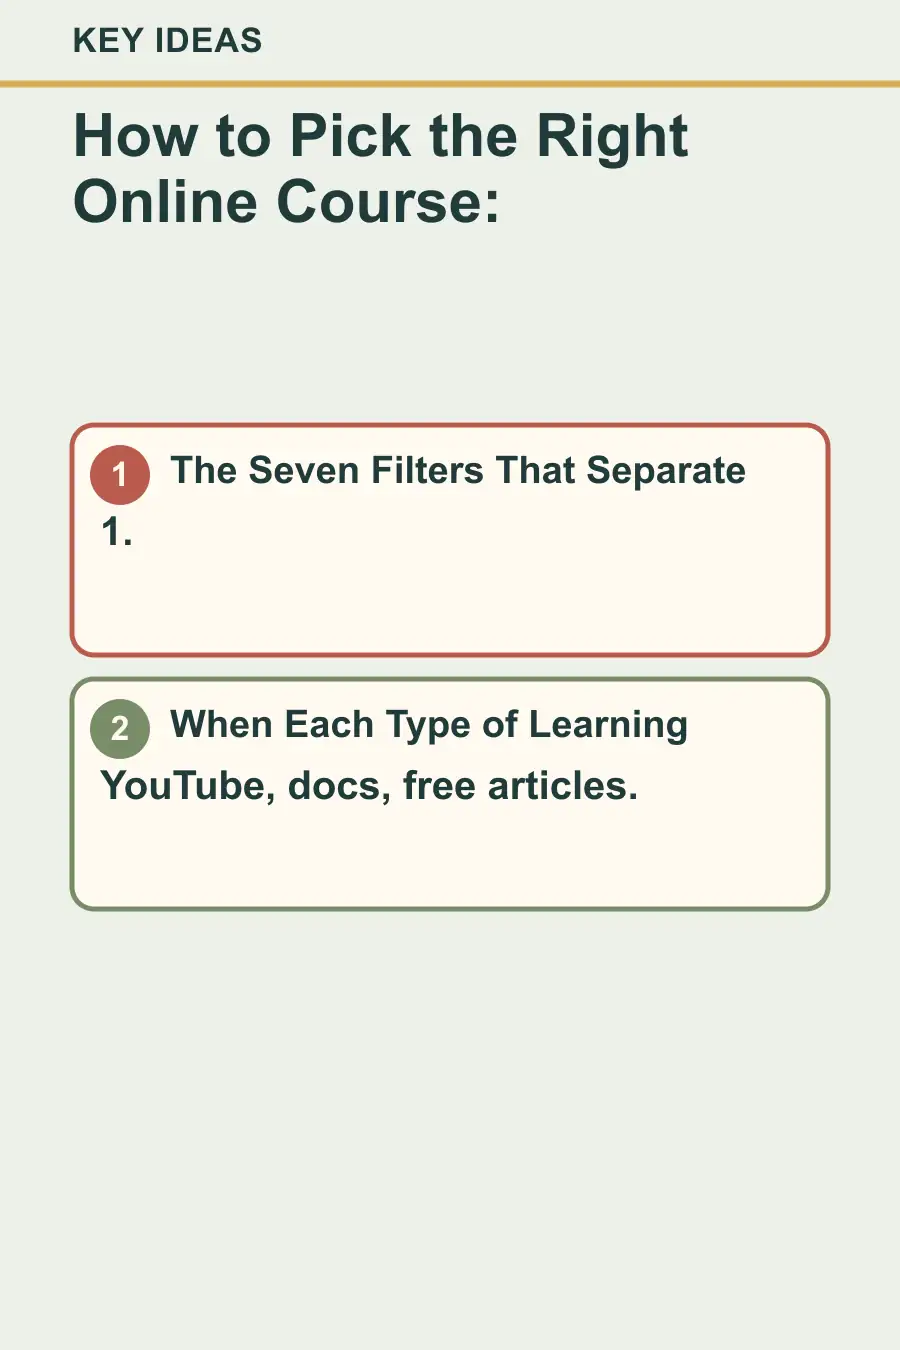 KEY IDEAS
How to Pick the Right
Online Course:
1 The Seven Filters That Separate
1.
2 When Each Type of Learning
YouTube, docs, free articles.